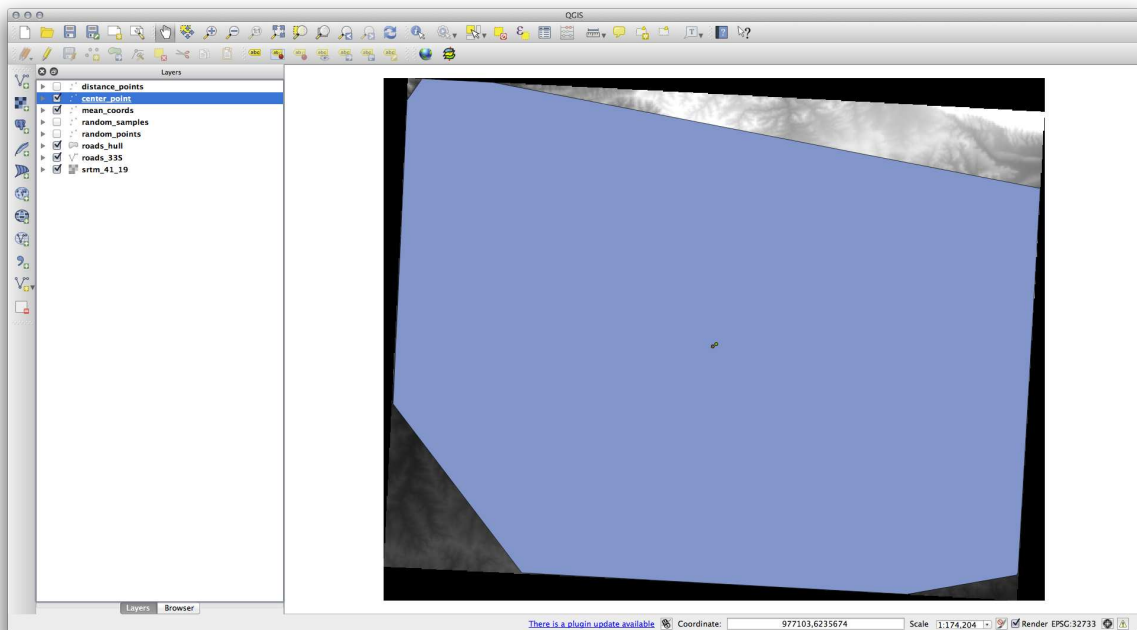 QGIS
Layers
distance_points
center_point
mean_coords
random_samples
random_points
roads_hull
roads_33S
srtm_41_19
Layers Browser
There is a plugin update available Coordinate: 977103,6235674 Scale 1:174,204 Render EPSG:32733